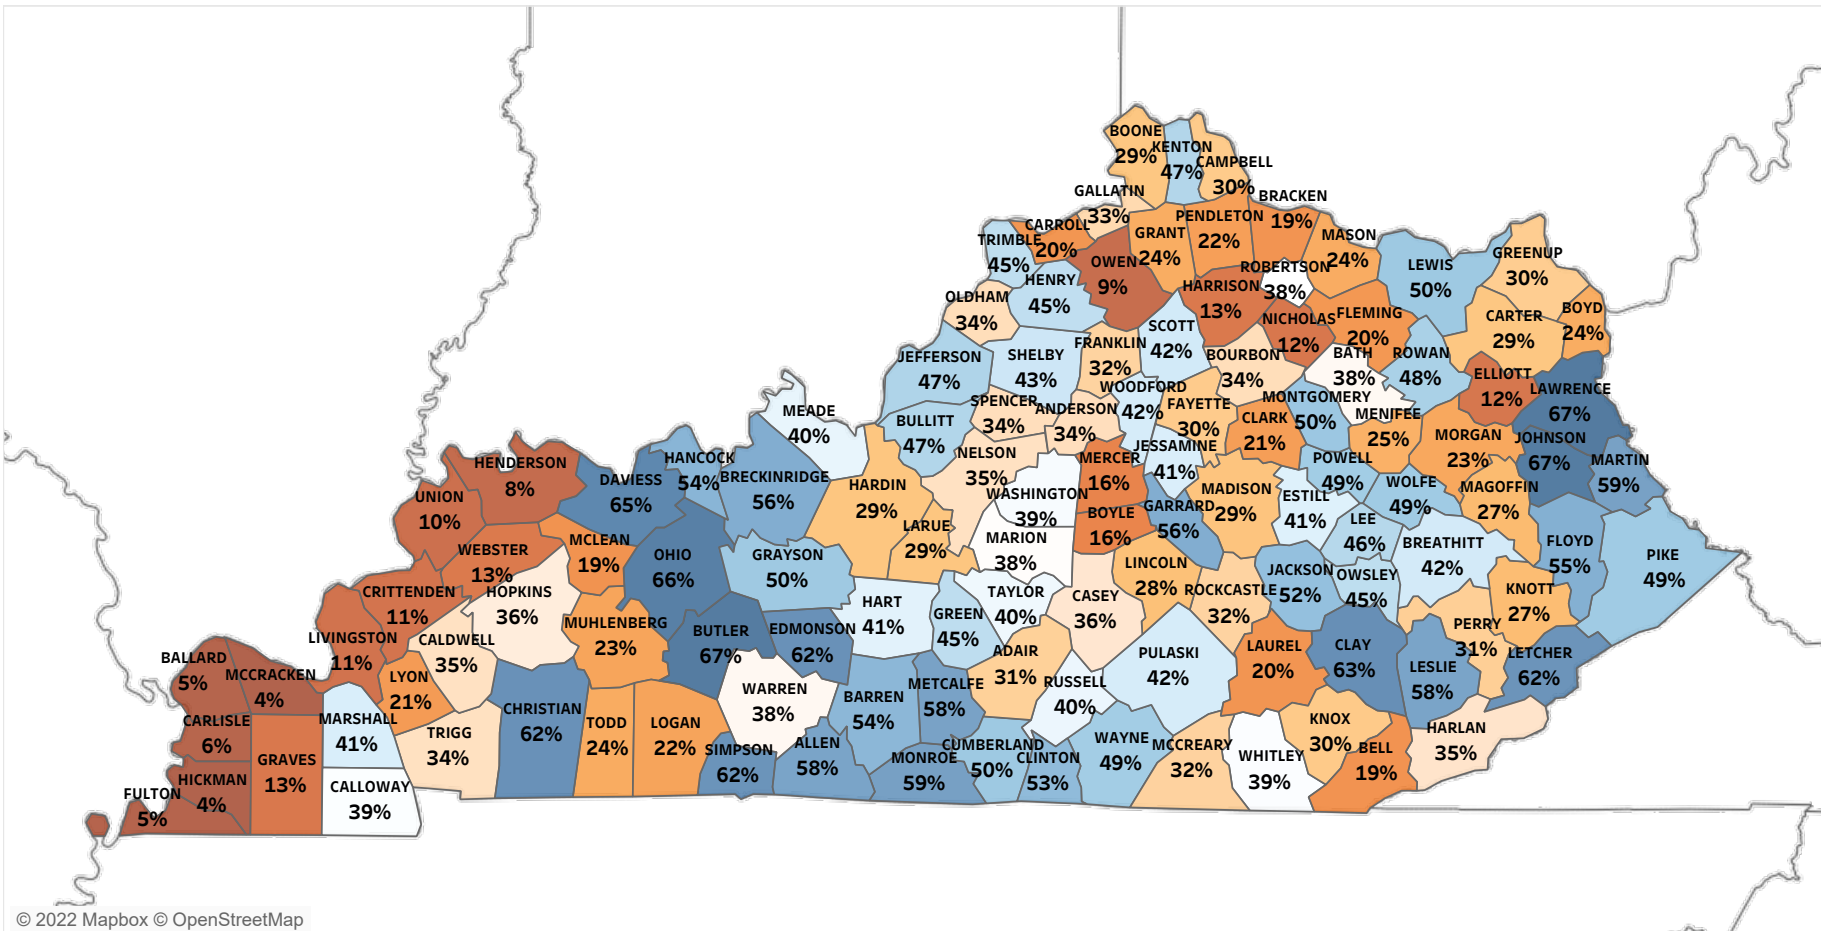 BOONE
29%
KENTON
47%
CAMPBELL
30%
GALLATIN
33%
BRACKEN
19%
CARROLL
20%
PENDLETON
22%
GRANT
24%
MASON
24%
TRIMBLE
45%
OWEN
9%
ROBERTSON
38%
LEWIS
50%
GREENUP
30%
HENRY
45%
HARRISON
13%
OLDHAM
34%
NICHOLAS
12%
FLEMING
20%
CARTER
29%
BOYD
24%
SCOTT
42%
FRANKLIN
32%
JEFFERSON
47%
SHELBY
43%
BOURBON
34%
BATH
38%
ROWAN
48%
ELLIOTT
12%
LAWRENCE
67%
WOODFORD
42%
SPENCER
34%
ANDERSON
34%
FAYETTE
30%
MONTGOMERY
50%
MENIFEE
25%
MEADE
40%
BULLITT
47%
CLARK
21%
MORGAN
23%
JOHNSON
67%
JESSAMINE
41%
NELSON
35%
MERCER
16%
POWELL
49%
MARTIN
59%
HENDERSON
8%
DAVIESS
65%
HANCOCK
54%
BRECKINRIDGE
56%
HARDIN
29%
WASHINGTON
39%
MADISON
29%
ESTILL
41%
WOLFE
49%
MAGOFFIN
27%
UNION
10%
GARRARD
56%
BOYLE
16%
LARUE
29%
LEE
46%
MARION
38%
BREATHITT
42%
FLOYD
55%
PIKE
49%
WEBSTER
13%
MCLEAN
19%
OHIO
66%
GRAYSON
50%
LINCOLN
28%
ROCKCASTLE
32%
JACKSON
52%
OWSLEY
45%
KNOTT
27%
CRITTENDEN
11%
HOPKINS
36%
HART
41%
GREEN
45%
TAYLOR
40%
CASEY
36%
MUHLENBERG
23%
BUTLER
67%
EDMONSON
62%
PERRY
31%
LIVINGSTON
11%
CALDWELL
35%
ADAIR
31%
PULASKI
42%
LAUREL
20%
CLAY
63%
LESLIE
58%
LETCHER
62%
BALLARD
5%
MCCRACKEN
4%
LYON
21%
WARREN
38%
BARREN
54%
METCALFE
58%
RUSSELL
40%
CARLISLE
6%
MARSHALL
41%
TRIGG
34%
CHRISTIAN
62%
TODD
24%
LOGAN
22%
SIMPSON
62%
ALLEN
58%
KNOX
30%
HARLAN
35%
GRAVES
13%
MONROE
59%
CUMBERLAND
50%
CLINTON
53%
WAYNE
49%
MCCREARY
32%
WHITLEY
39%
BELL
19%
HICKMAN
4%
CALLOWAY
39%
FULTON
5%
© 2022 Mapbox © OpenStreetMap